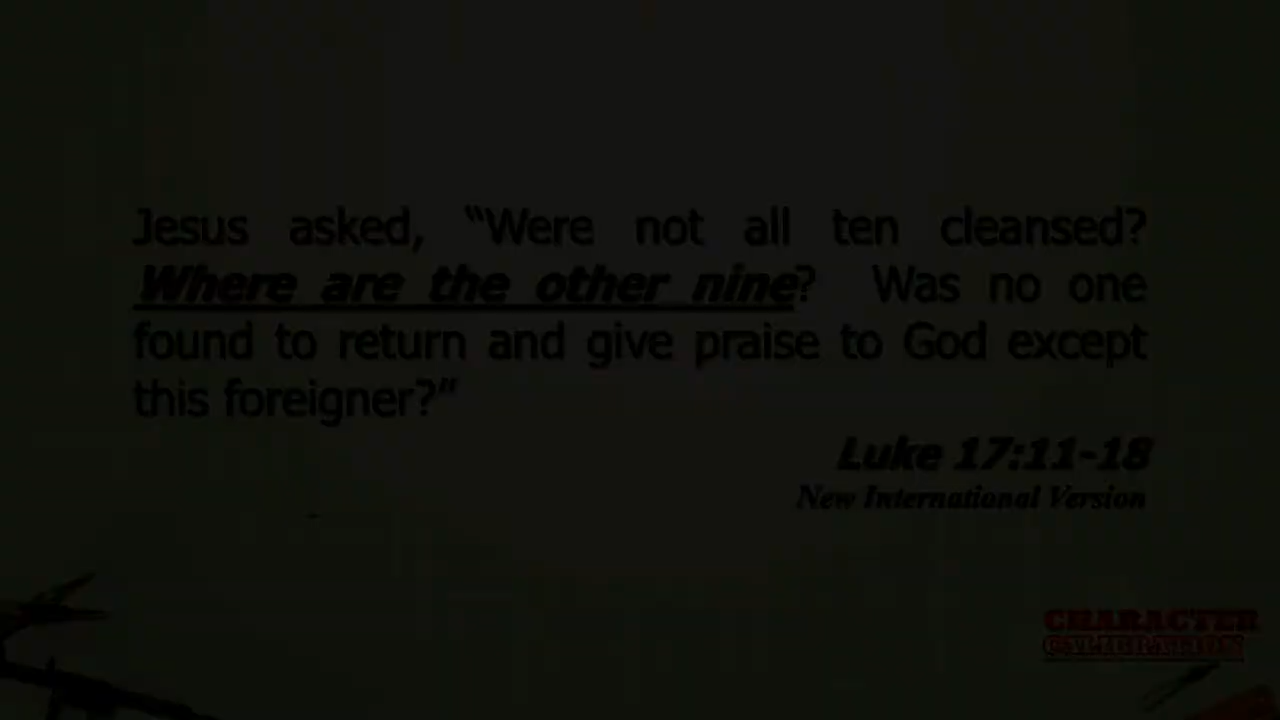 Jesus asked, “Were not all ten cleansed?
Where are the other nine? Was no one
found to return and give praise to God except
this foreigner?”
Luke 17:11-18
New International Version
CHARACTER
CALIBRATION